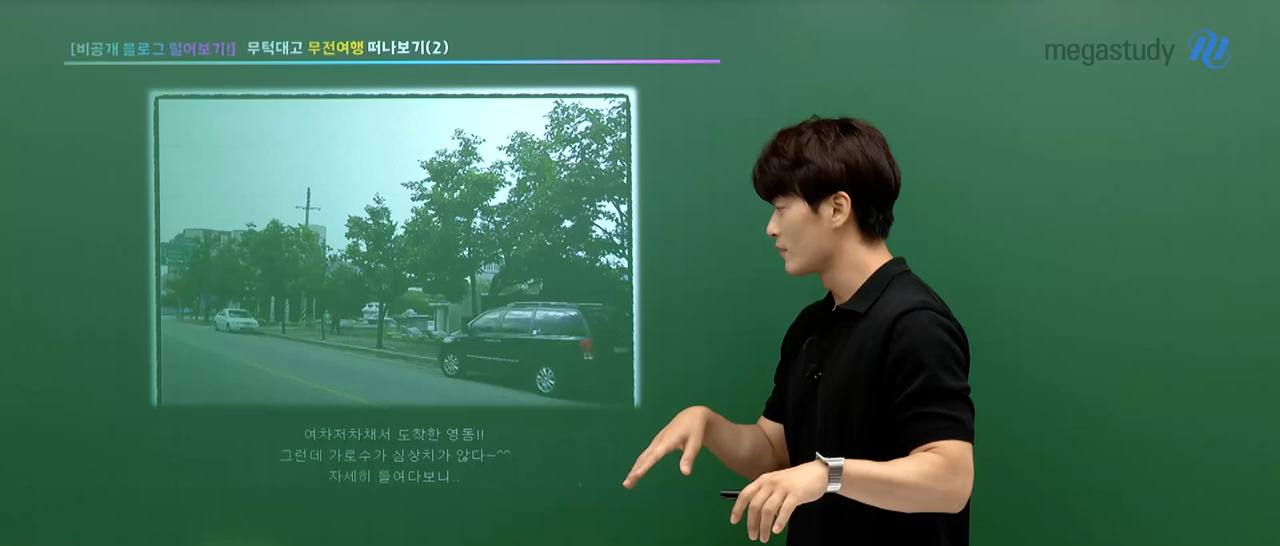 [비공개 블로그 털어보기!] 무턱대고 무전여행 떠나보기(2)
megastudy
여차저차해서 도착한 영동!!
그런데 가로수가 심상치가 않다~^^
자세히 들여다보니..